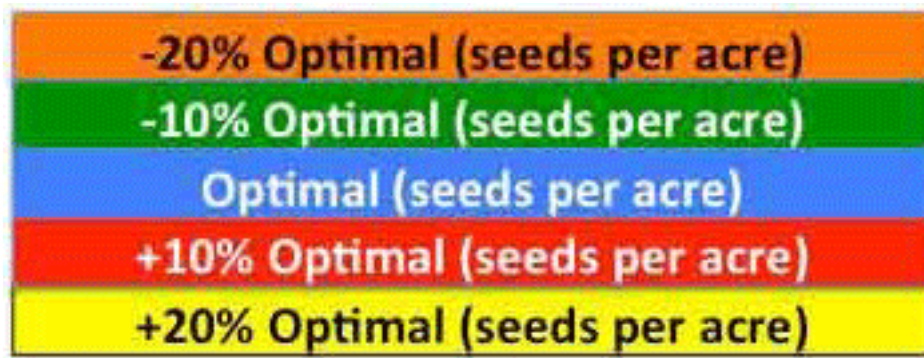 -20% Optimal (seeds per acre)
-10% Optimal (seeds per acre)
Optimal (seeds per acre)
+10% Optimal (seeds per acre)
+20% Optimal (seeds per acre)